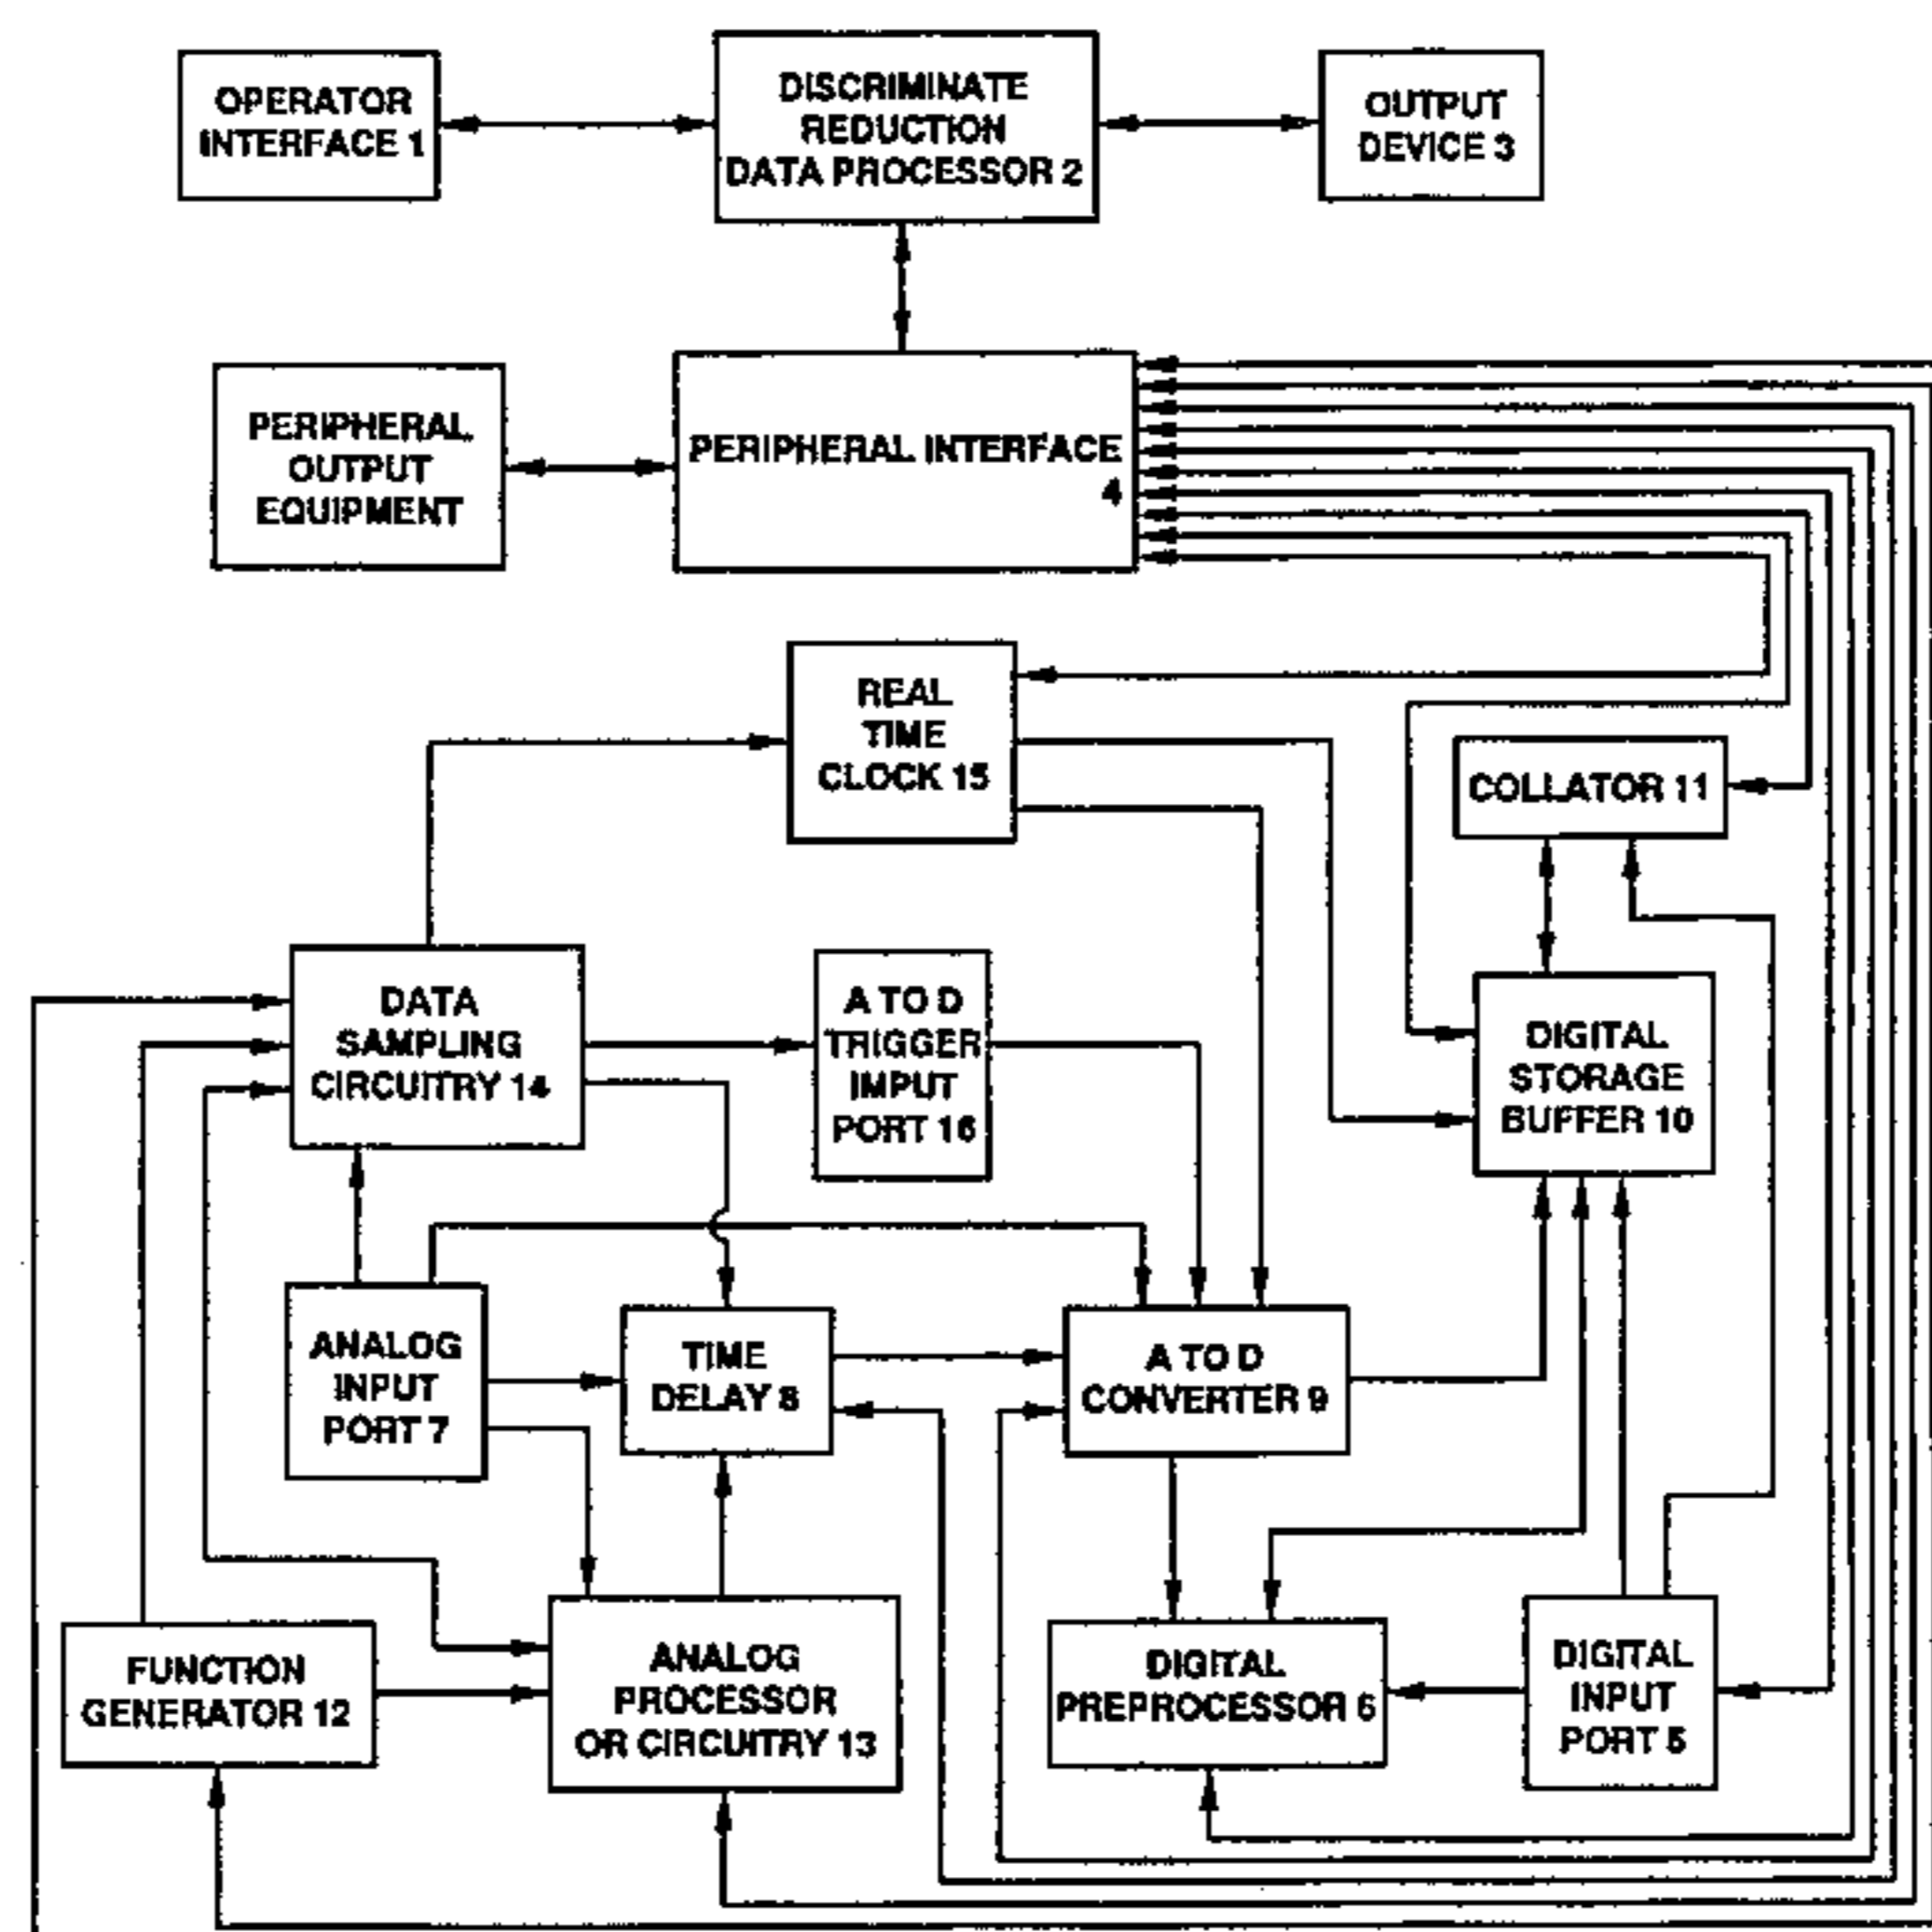 OPERATOR
INTERFACE 1
DISCRIMINATE
REDUCTION
DATA PROCESSOR 2
OUTPUT
DEVICE 3
PERIPHERAL
OUTPUT
EQUIPMENT
PERIPHERAL INTERFACE
4
REAL
TIME
CLOCK 15
COLLATOR 11
DATA
SAMPLING
CIRCUITRY 14
A TO D
TRIGGER
IMPUT
PORT 16
DIGITAL
STORAGE
BUFFER 10
ANALOG
INPUT
PORT 7
TIME
DELAY 8
A TO D
CONVERTER 9
FUNCTION
GENERATOR 12
ANALOG
PROCESSOR
OR CIRCUITRY 13
DIGITAL
PREPROCESSOR 6
DIGITAL
INPUT
PORT 5